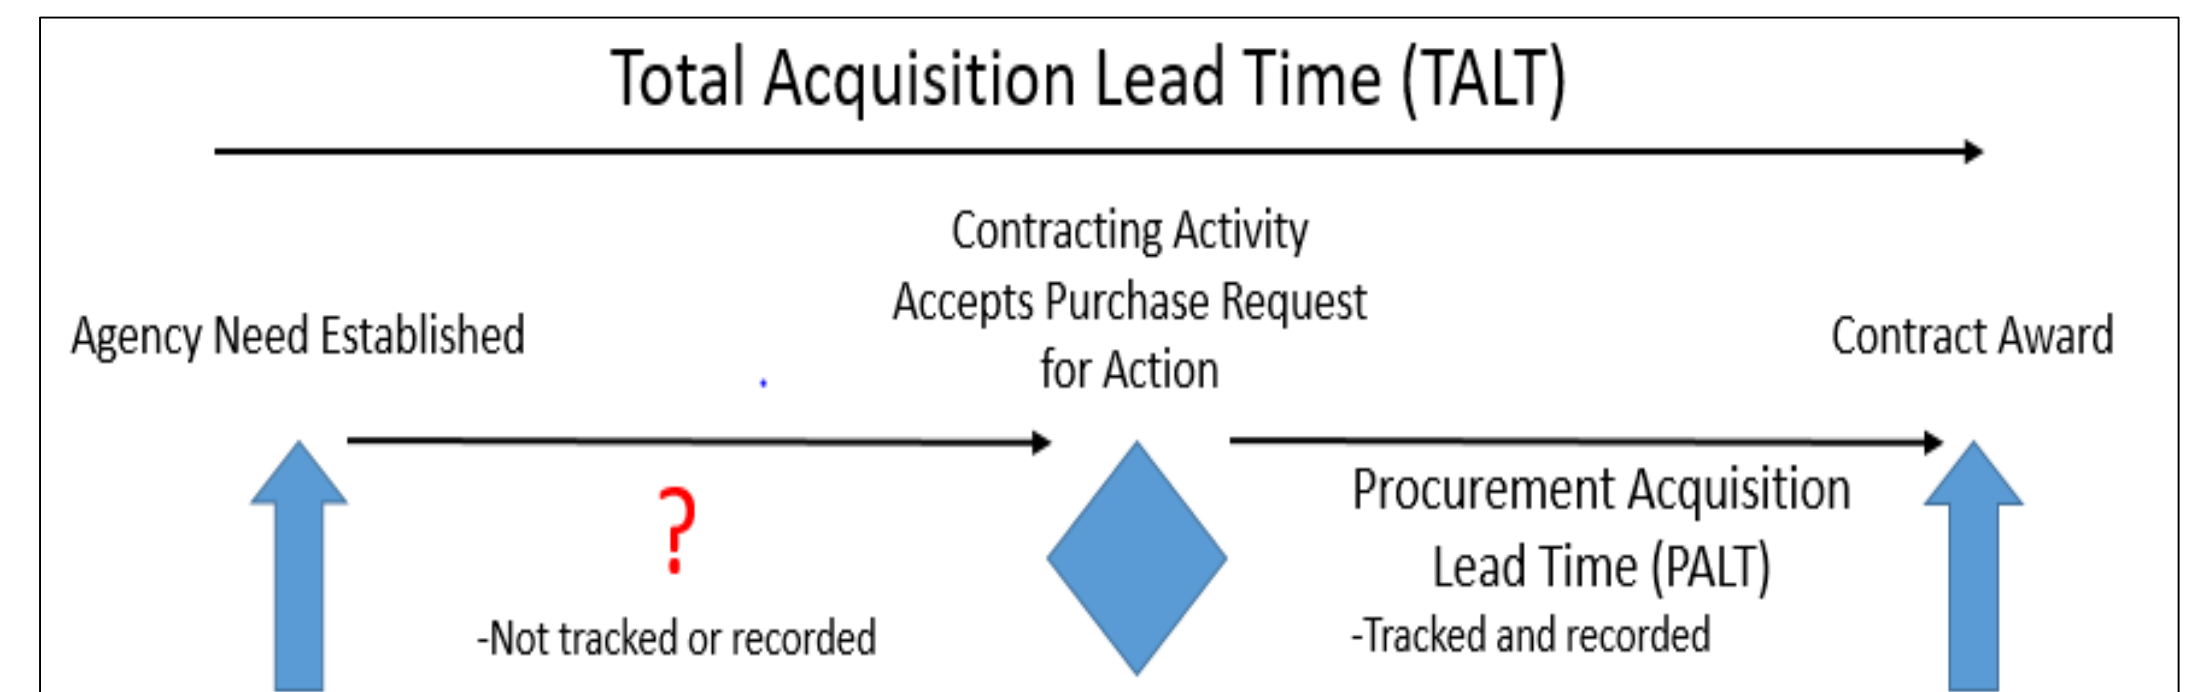 Total Acquisition Lead Time (TALT)
Contracting Activity
Accepts Purchase Request
for Action
Agency Need Established
Contract Award
?
-Not tracked or recorded
Procurement Acquisition
Lead Time (PALT)
-Tracked and recorded